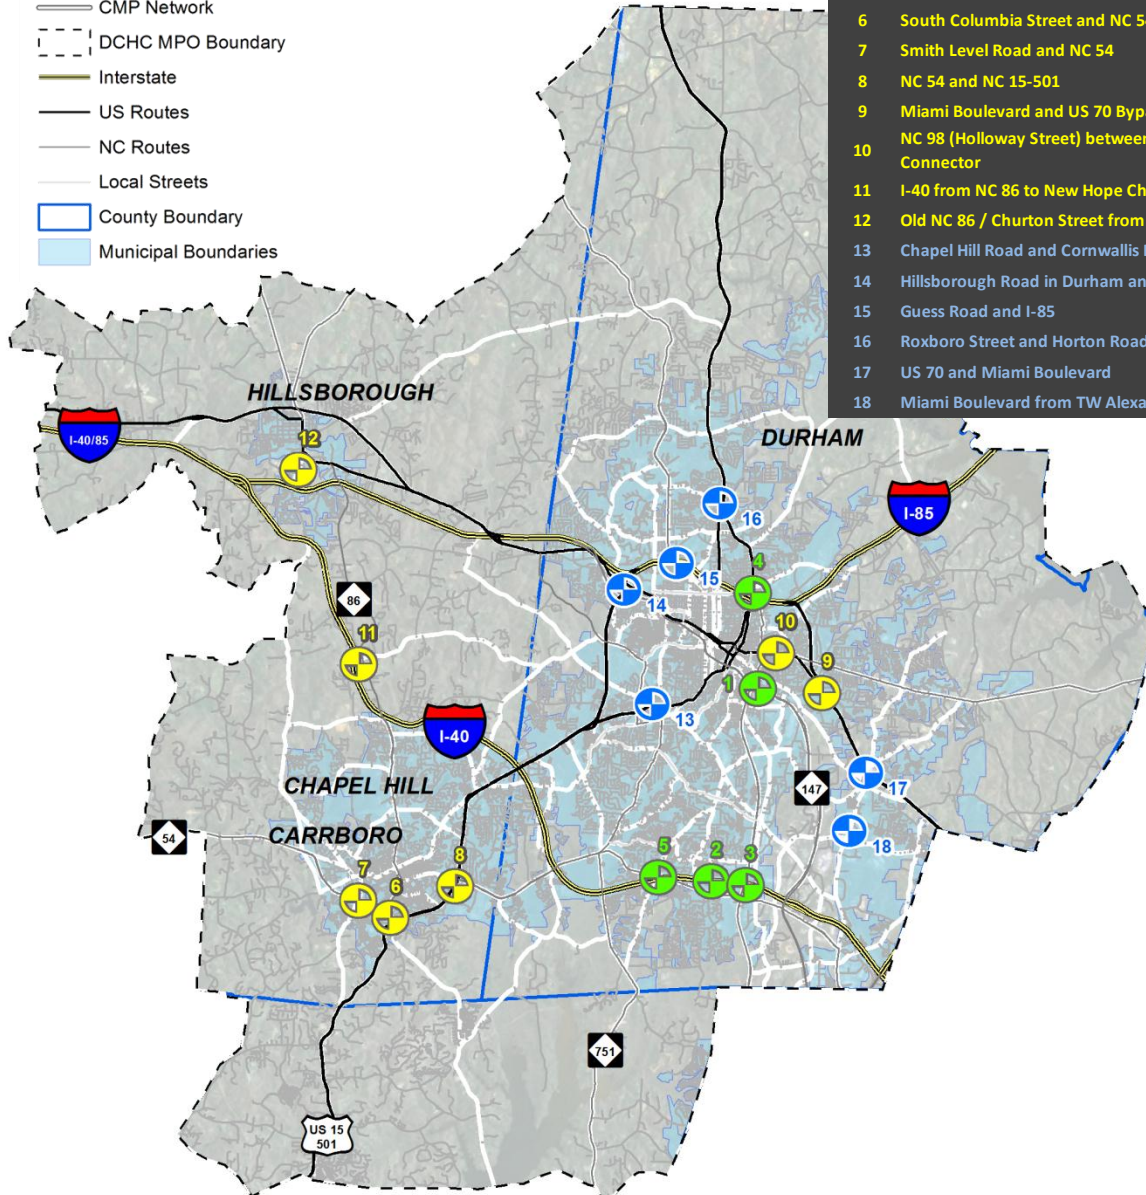 CMP Network
DCHC MPO Boundary
Interstate
US Routes
NC Routes
Local Streets
County Boundary
Municipal Boundaries
6 South Columbia Street and NC
7 Smith Level Road and NC 54
8 NC 54 and NC 15-501
9 Miami Boulevard and US 70
10 NC 98 (Holloway Street) between
Connector
11 I-40 from NC 86 to New Hope
12 Old NC 86 / Churton Street from
13 Chapel Hill Road and Cornwallis
14 Hillsborough Road in Durham
15 Guess Road and I-85
16 Roxboro Street and Horton Road
17 US 70 and Miami Boulevard
18 Miami Boulevard from TW
HILLSBOROUGH
I-40/85
12
DURHAM
I-85
16
4
15
14
86
11
10
9
1
13
I-40
CHAPEL HILL
17
147
CARRBORO
54
18
5
2
3
8
7
6
751
US 15
501